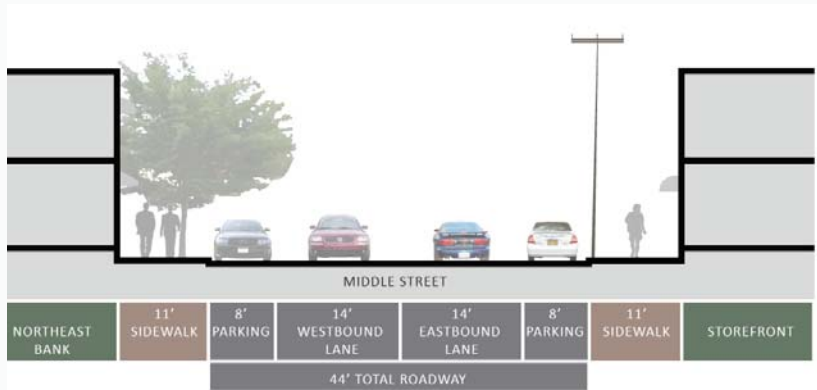 MIDDLE STREET
NORTHEAST
BANK
11'
SIDEWALK
8'
PARKING
14'
WESTBOUND
LANE
14'
EASTBOUND
LANE
8'
PARKING
11'
SIDEWALK
STOREFRONT
44' TOTAL ROADWAY